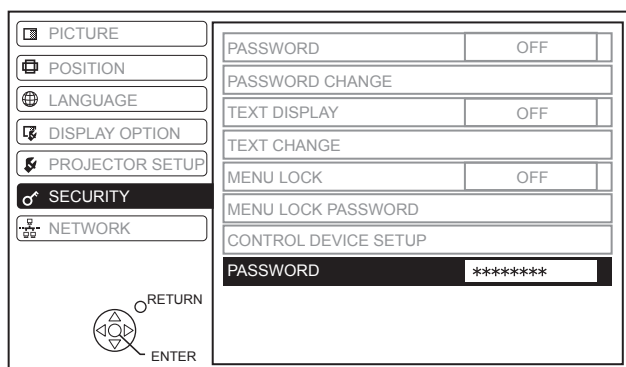 PICTURE
POSITION
LANGUAGE
DISPLAY OPTION
PROJECTOR SETUP
SECURITY
NETWORK
RETURN
ENTER
PASSWORD OFF
PASSWORD CHANGE
TEXT DISPLAY OFF
TEXT CHANGE
MENU LOCK OFF
MENU LOCK PASSWORD
CONTROL DEVICE SETUP
PASSWORD ********